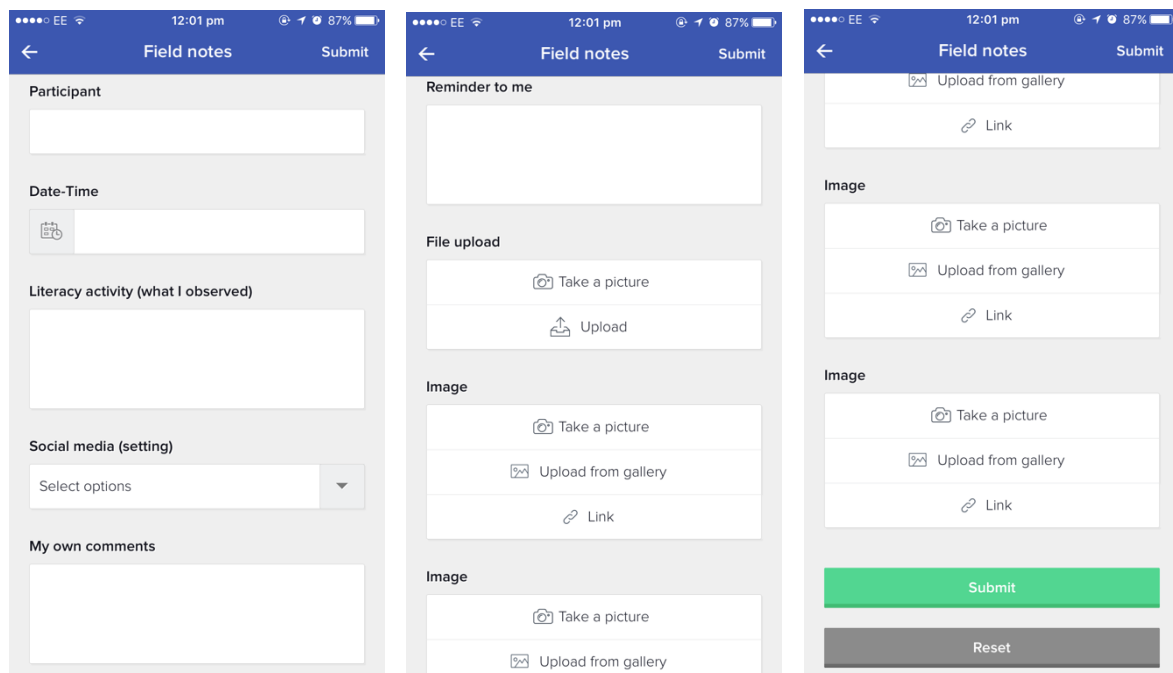 EE 12:01 pm 87%
Field notes Submit
Participant
Date-Time
Literacy activity (what I observed)
Social media (setting)
Select options
My own comments
EE 12:01 pm 87%
Field notes Submit
Reminder to me
File upload
Take a picture
Upload
Image
Take a picture
Upload from gallery
Link
Image
Take a picture
Upload from gallery
EE 12:01 pm 87%
Field notes Submit
Upload from gallery
Link
Image
Take a picture
Upload from gallery
Link
Image
Take a picture
Upload from gallery
Link
Submit
Reset